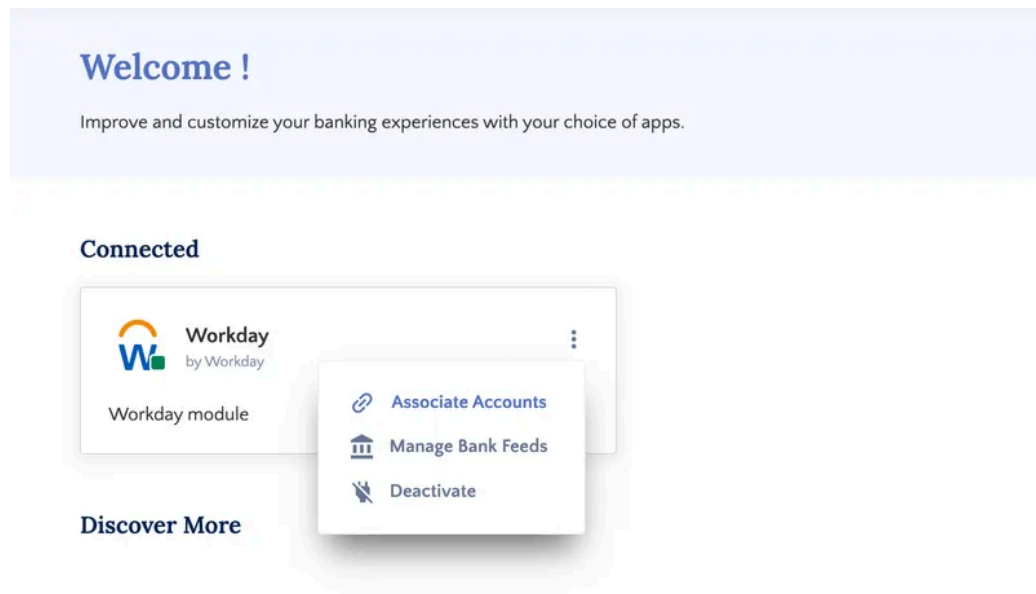 Welcome !
Improve and customize your banking experiences with your choice of apps.
Connected
Workday
by Workday
Workday module
Associate Accounts
Manage Bank Feeds
Deactivate
Discover More